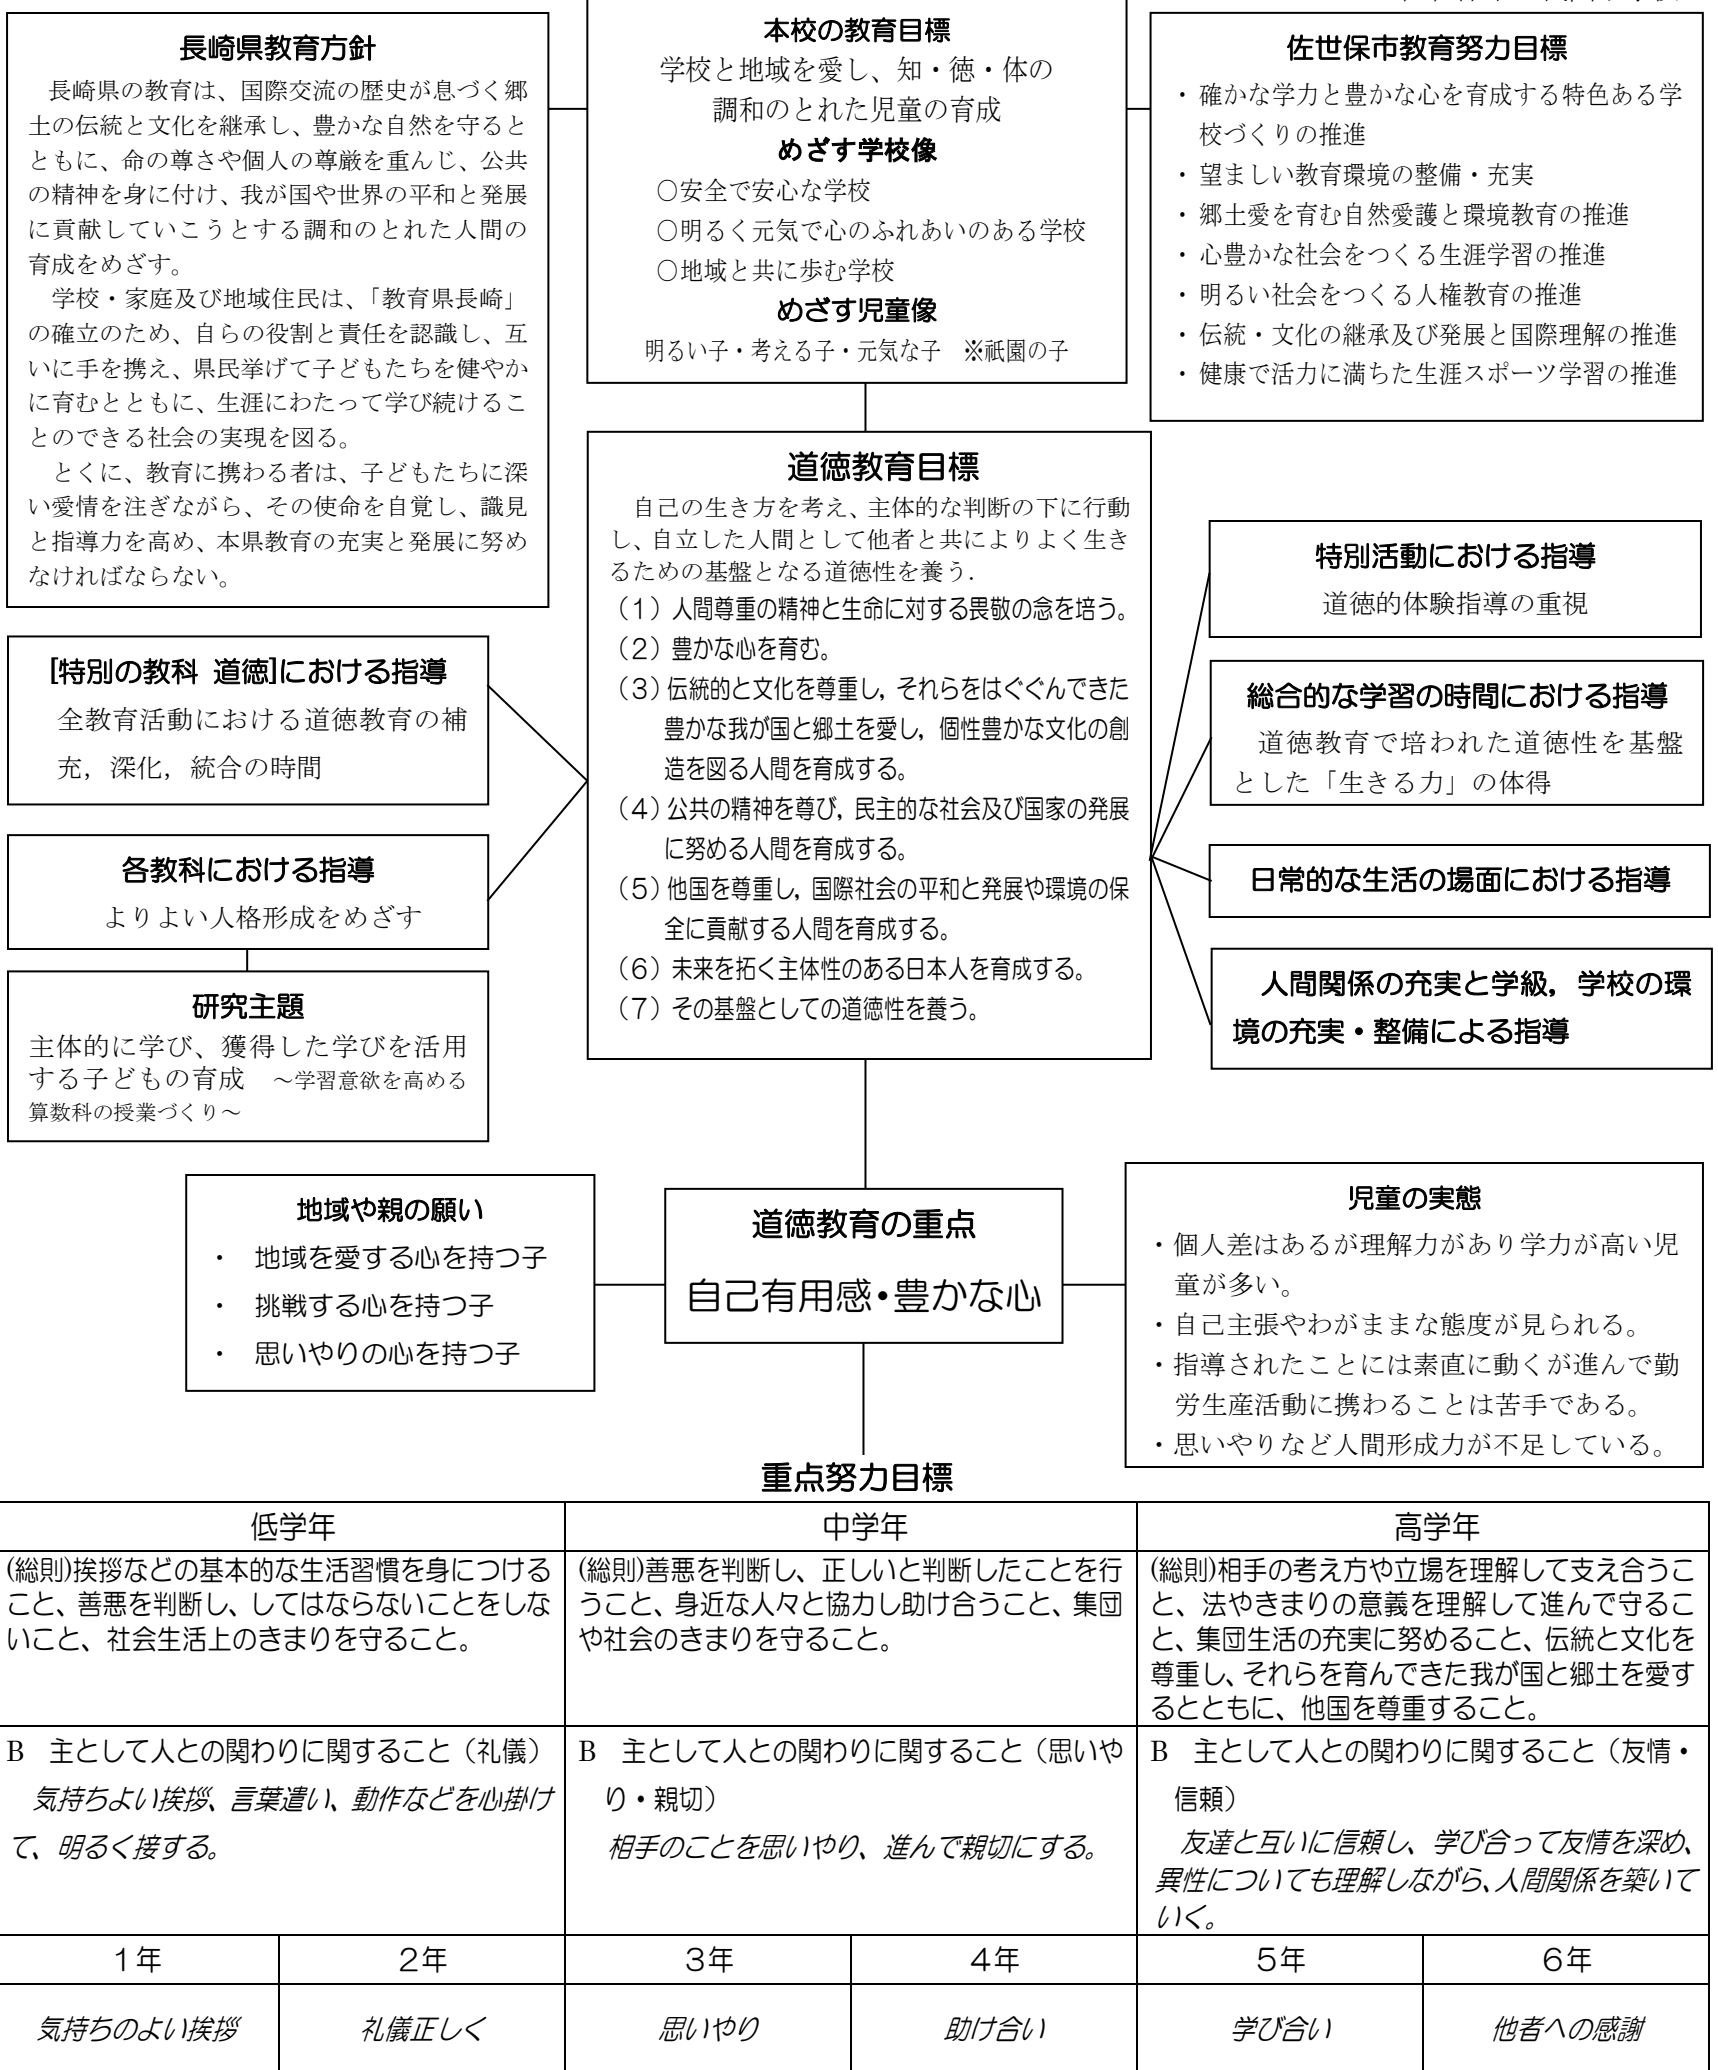 長崎県教育方針
長崎県の教育は、国際交流の歴史が息づく郷
土の伝統と文化を継承し、豊かな自然を守ると
ともに、命の尊さや個人の尊厳を重んじ、公共
の精神を身に付け、我が国や世界の平和と発展
に貢献していこうとする調和のとれた人間の
育成をめざす。
学校・家庭及び地域住民は、「教育県長崎」
の確立のため、自らの役割と責任を認識し、互
いに手を携え、県民挙げて子どもたちを健やか
に育むとともに、生涯にわたって学び続けるこ
とのできる社会の実現を図る。
とくに、教育に携わる者は、子どもたちに深
い愛情を注ぎながら、その使命を自覚し、識見
と指導力を高め、本県教育の充実と発展に努め
なければならない。
本校の教育目標
学校と地域を愛し、知・徳・体の
調和のとれた児童の育成
めざす学校像
○安全で安心な学校
○明るく元気で心のふれあいのある学校
○地域と共に歩む学校
めざす児童像
明るい子・考える子・元気な子　※祇園の子
佐世保市教育努力目標
・確かな学力と豊かな心を育成する特色ある学
校づくりの推進
・望ましい教育環境の整備・充実
・郷土愛を育む自然愛護と環境教育の推進
・心豊かな社会をつくる生涯学習の推進
・明るい社会をつくる人権教育の推進
・伝統・文化の継承及び発展と国際理解の推進
・健康で活力に満ちた生涯スポーツ学習の推進
道徳教育目標
自己の生き方を考え、主体的な判断の下に行動
し、自立した人間として他者と共によりよく生き
るための基盤となる道徳性を養う.
（１）人間尊重の精神と生命に対する畏敬の念を培う。
（２）豊かな心を育む。
（３）伝統的と文化を尊重し，それらをはぐぐんできた
豊かな我が国と郷土を愛し，個性豊かな文化の創
造を図る人間を育成する。
（４）公共の精神を尊び，民主的な社会及び国家の発展
に努める人間を育成する。
（５）他国を尊重し，国際社会の平和と発展や環境の保
全に貢献する人間を育成する。
（６）未来を拓く主体性のある日本人を育成する。
（７）その基盤としての道徳性を養う。
[特別の教科 道徳]における指導
全教育活動における道徳教育の補
充，深化，統合の時間
各教科における指導
よりよい人格形成をめざす
研究主題
主体的に学び、獲得した学びを活用
する子どもの育成　～学習意欲を高める
算数科の授業づくり～
特別活動における指導
道徳的体験指導の重視
総合的な学習の時間における指導
道徳教育で培われた道徳性を基盤
とした「生きる力」の体得
日常的な生活の場面における指導
人間関係の充実と学級，学校の環
境の充実・整備による指導
地域や親の願い
・　地域を愛する心を持つ子
・　挑戦する心を持つ子
・　思いやりの心を持つ子
道徳教育の重点
自己有用感・豊かな心
児童の実態
・個人差はあるが理解力があり学力が高い児
童が多い。
・自己主張やわがままな態度が見られる。
・指導されたことには素直に動くが進んで勤
労生産活動に携わることは苦手である。
・思いやりなど人間形成力が不足している。
重点努力目標
低学年
中学年
高学年
(総則)挨拶などの基本的な生活習慣を身につける
こと、善悪を判断し、してはならないことをしな
いこと、社会生活上のきまりを守ること。
(総則)善悪を判断し、正しいと判断したことを行
うこと、身近な人々と協力し助け合うこと、集団
や社会のきまりを守ること。
(総則)相手の考え方や立場を理解して支え合うこ
と、法やきまりの意義を理解して進んで守るこ
と、集団生活の充実に努めること、伝統と文化を
尊重し、それらを育んできた我が国と郷土を愛す
るとともに、他国を尊重すること。
B　主として人との関わりに関すること（礼儀）
気持ちよい挨拶、言葉遣い、動作などを心掛け
て、明るく接する。
B　主として人との関わりに関すること（思いや
り・親切）
相手のことを思いやり、進んで親切にする。
B　主として人との関わりに関すること（友情・
信頼）
友達と互いに信頼し、学び合って友情を深め、
異性についても理解しながら、人間関係を築いて
いく。
１年
２年
３年
４年
５年
６年
気持ちのよい挨拶
礼儀正しく
思いやり
助け合い
学び合い
他者への感謝